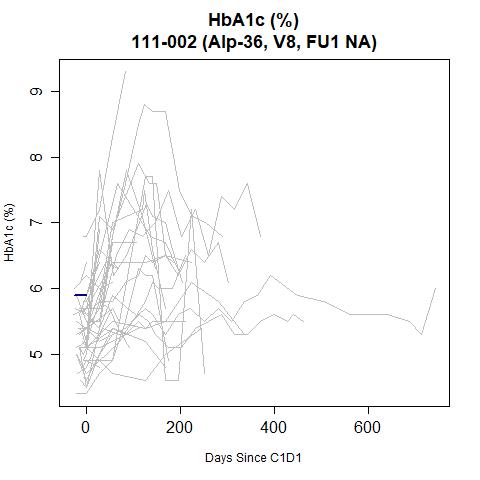 HbA1c (%)
111-002 (Alp-36, V8, FU1 NA)
HbA1c (%)
9
8
7
6
5
0 200 400 600
Days Since C1D1